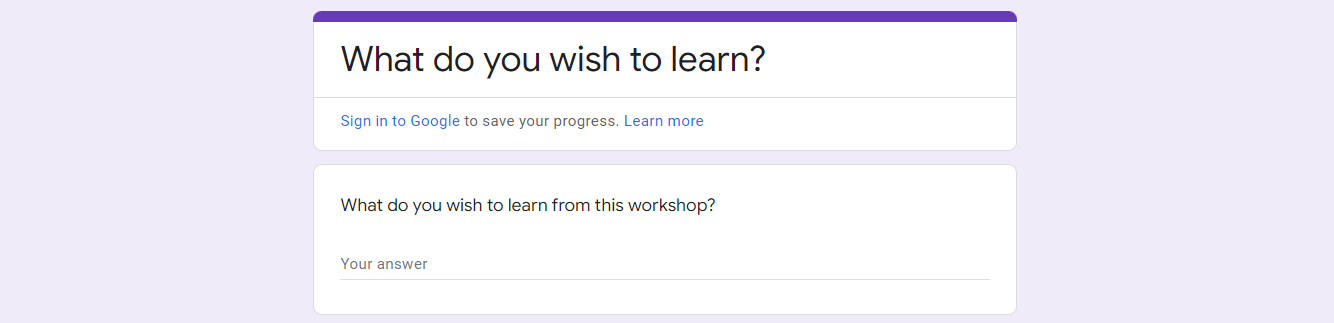 What do you wish to learn?
Sign in to Google to save your progress. Learn more
What do you wish to learn from this workshop?
Your answer